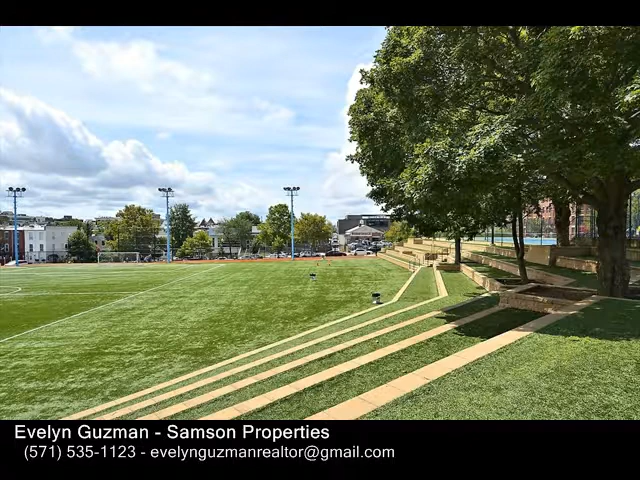 Evelyn Guzman - Samson Properties
(571) 535-1123 - evelynguzmanrealtor@gmail.com